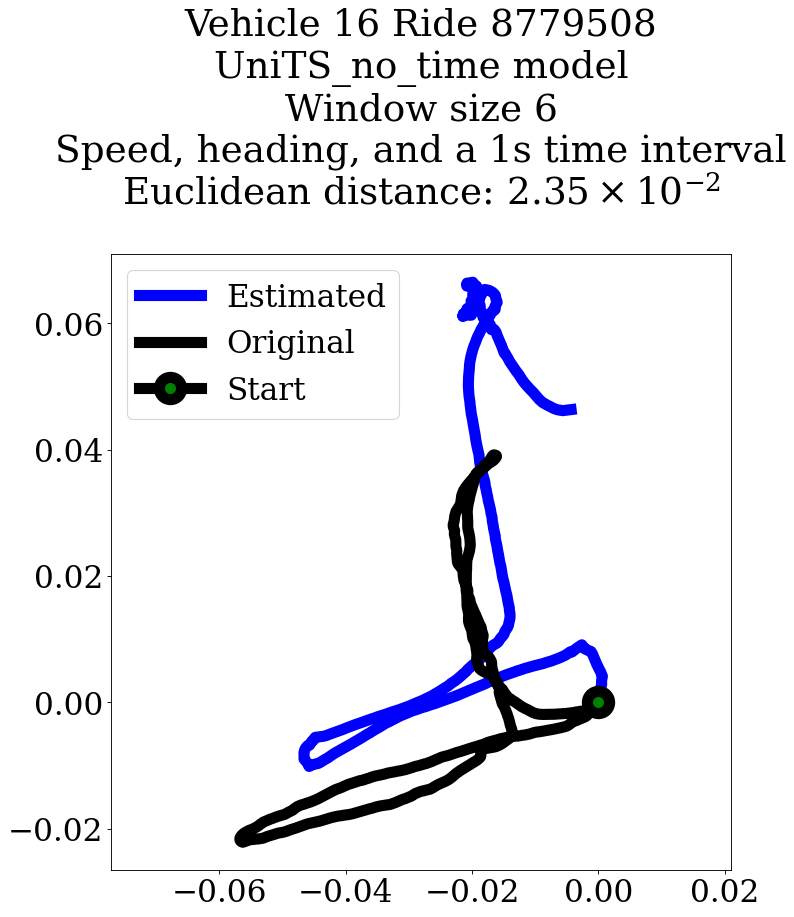 Vehicle 16 Ride 8779508
UniTS_no_time model
Window size 6
Speed, heading, and a 1s time interval
Euclidean distance: 2.35 × 10⁻²
Estimated
Original
Start
0.06
0.04
0.02
0.00
−0.02
−0.06 −0.04 −0.02 0.00 0.02